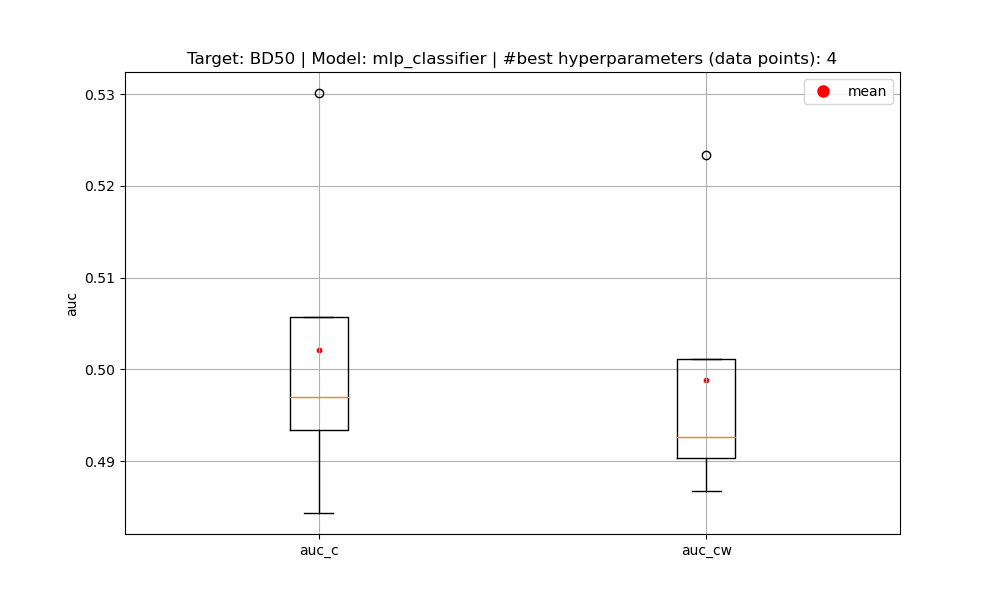 Target: BD50 | Model: mlp_classifier | #best hyperparameters (data points): 4
mean
0.53
0.52
0.51
0.50
0.49
auc
auc_c
auc_cw